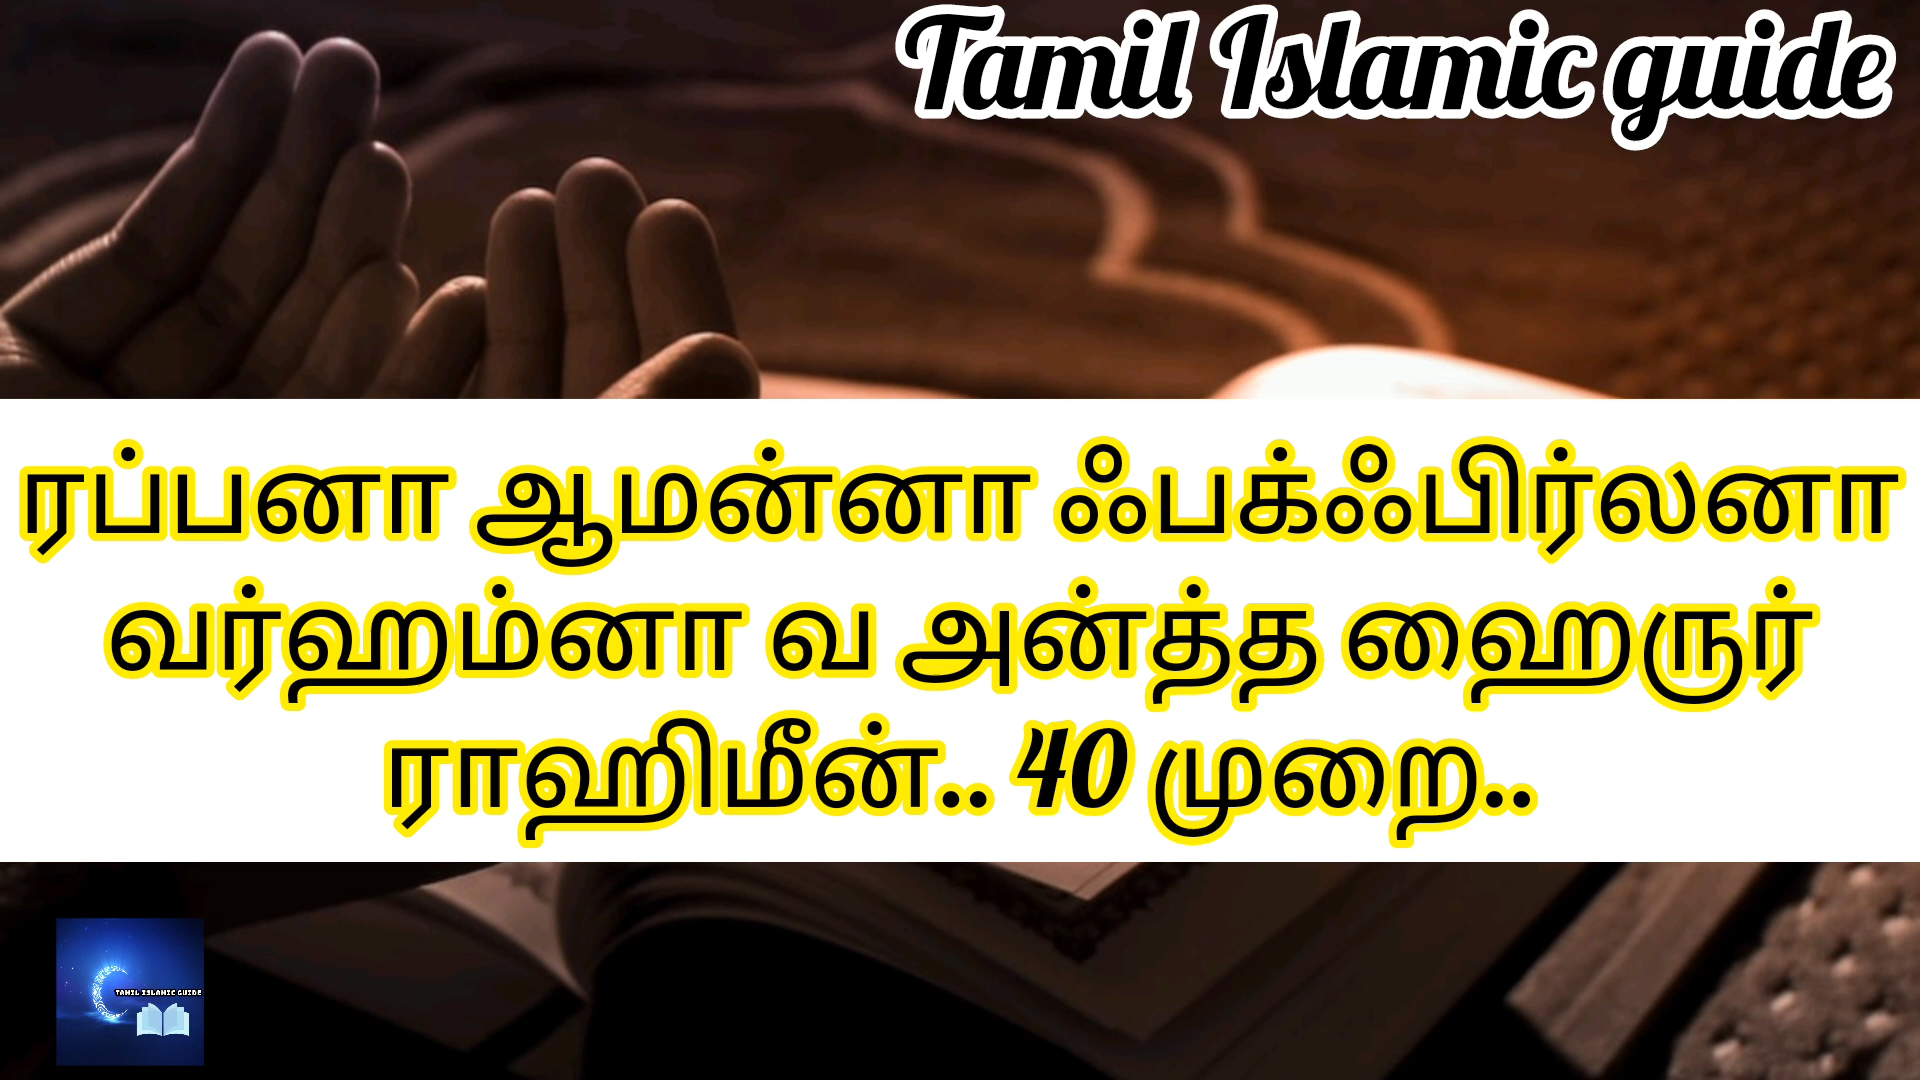 Tamil Islamic guide
ரப்பனா ஆமன்னா ஃபக்ஃபிர்லனா
வர்ஹம்னா வ அன்த்த ஹைருர்
ராஹிமீன்.. 40 முறை..
TAMIL ISLAMIC GUIDE